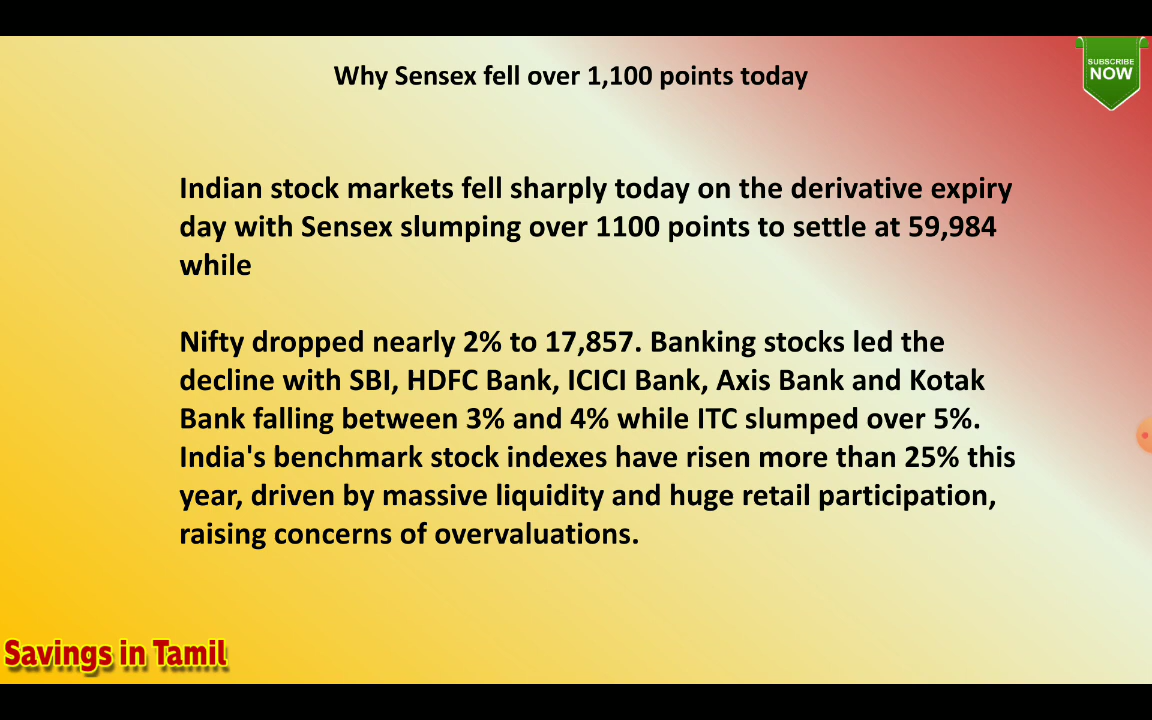 Why Sensex fell over 1,100 points today
SUBSCRIBE
NOW
Indian stock markets fell sharply today on the derivative expiry
day with Sensex slumping over 1100 points to settle at 59,984
while
Nifty dropped nearly 2% to 17,857. Banking stocks led the
decline with SBI, HDFC Bank, ICICI Bank, Axis Bank and Kotak
Bank falling between 3% and 4% while ITC slumped over 5%.
India's benchmark stock indexes have risen more than 25% this
year, driven by massive liquidity and huge retail participation,
raising concerns of overvaluations.
Savings in Tamil